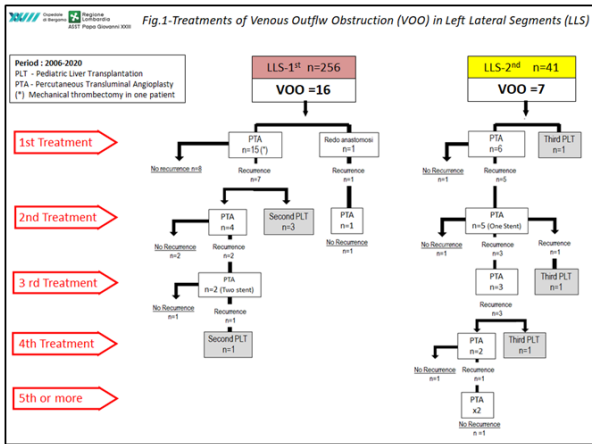 Ospedale
di Bergamo
Regione
Lombardia
ASST Papa Giovanni XXIII
Fig.1-Treatments of Venous Outflw Obstruction (VOO) in Left Lateral Segments (LLS)
Period : 2006-2020
PLT - Pediatric Liver Transplantation
PTA - Percutaneous Transluminal Angioplasty
(*) Mechanical thrombectomy in one patient
LLS-1st n=256
VOO =16
LLS-2nd n=41
VOO =7
1st Treatment
PTA
n=15 (*)
Redo anastomosi
n=1
PTA
n=6
Third PLT
n=1
No recurrence n=8
Recurrence
n=7
Recurrence
n=1
No Recurrence
n=1
Recurrence
n=5
2nd Treatment
PTA
n=4
Second PLT
n=3
PTA
n=1
PTA
n=5 (One Stent)
No Recurrence
n=2
Recurrence
n=2
No Recurrence
n=1
No Recurrence
n=1
Recurrence
n=3
Recurrence
n=1
3 rd Treatment
PTA
n=2 (Two stent)
PTA
n=3
Third PLT
n=1
No Recurrence
n=1
Recurrence
n=1
Recurrence
n=3
4th Treatment
Second PLT
n=1
PTA
n=2
Third PLT
n=1
No Recurrence
n=1
Recurrence
n=1
5th or more
PTA
x2
No Recurrence
n =1